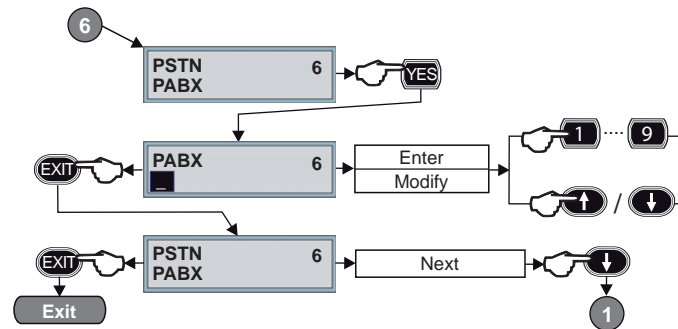 6
PSTN 6
PABX
YES
EXIT
PABX 6
_
Enter
Modify
1 .... 9
/
EXIT
PSTN 6
PABX
Next
Exit
1